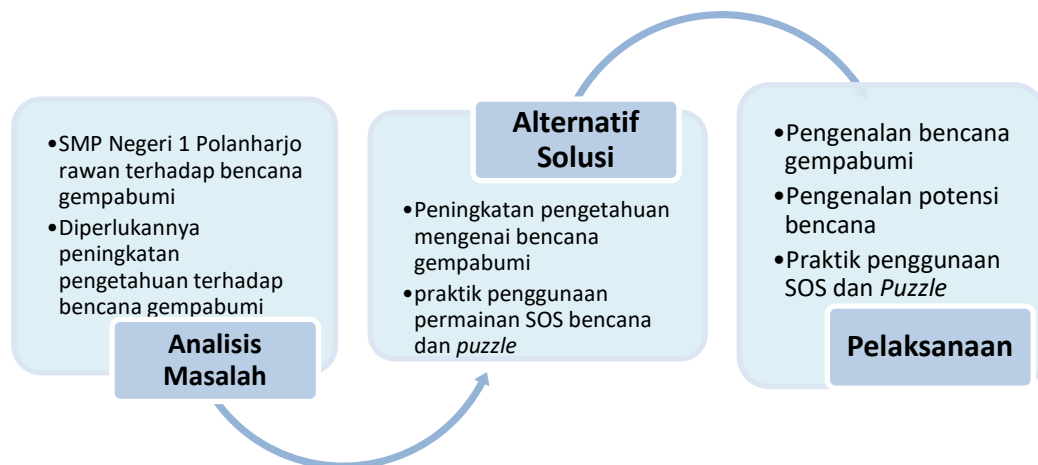 •SMP Negeri 1 Polanharjo
rawan terhadap bencana
gempabumi
•Diperlukannya
peningkatan
pengetahuan terhadap
bencana gempabumi
Analisis
Masalah
Alternatif
Solusi
•Peningkatan pengetahuan
mengenai bencana
gempabumi
•praktik penggunaan
permainan SOS bencana
dan puzzle
•Pengenalan bencana
gempabumi
•Pengenalan potensi
bencana
•Praktik penggunaan
SOS dan Puzzle
Pelaksanaan